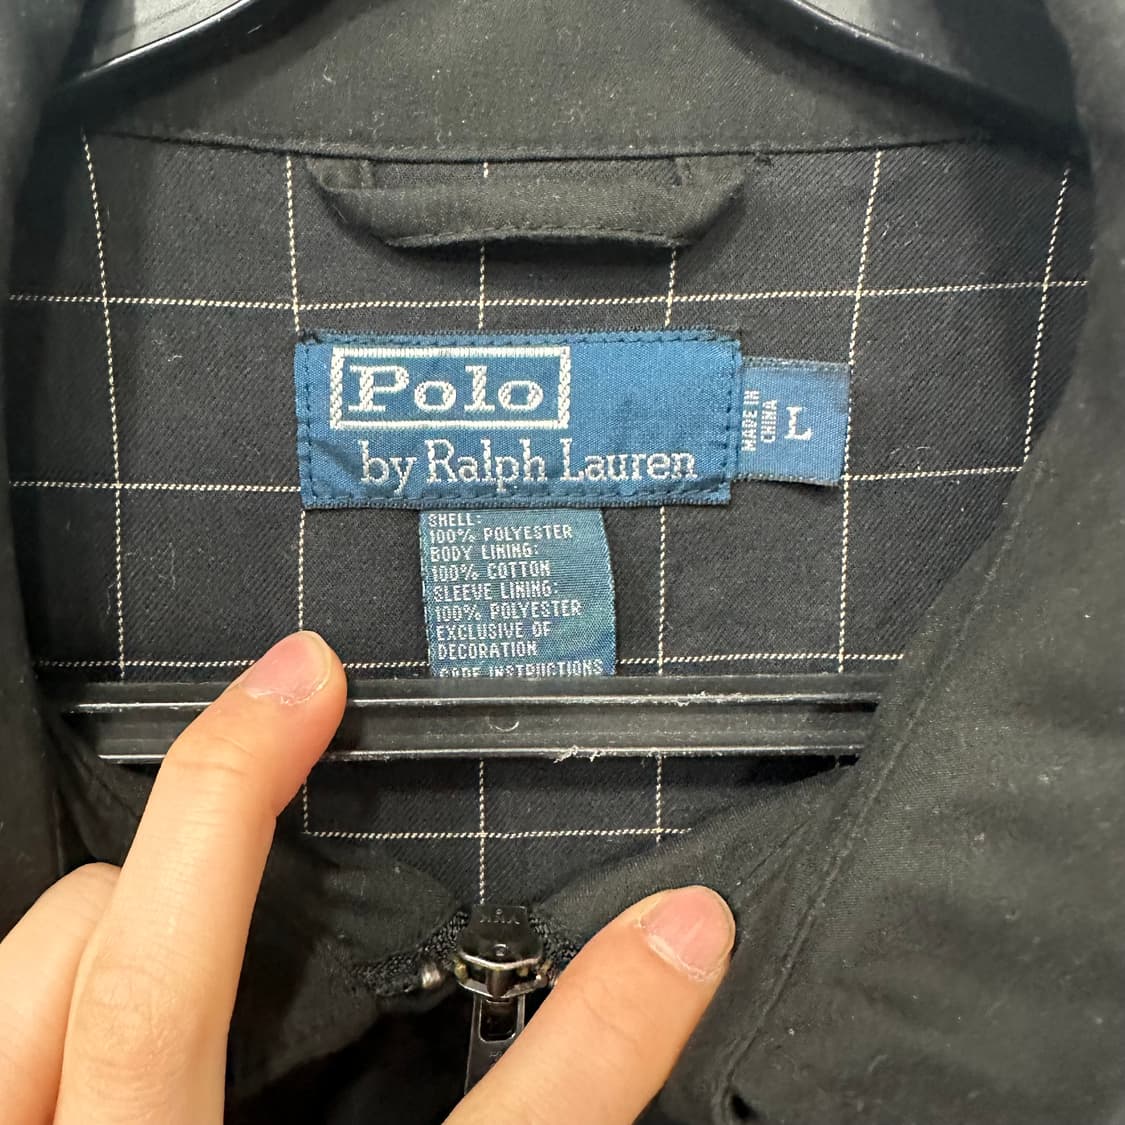 Polo
by Ralph Lauren
MADE IN
CHINA
L
SHELL:
100% POLYESTER
BODY LINING:
100% COTTON
SLEEVE LINING:
100% POLYESTER
EXCLUSIVE OF
DECORATION
CARE INSTRUCTIONS
YKK